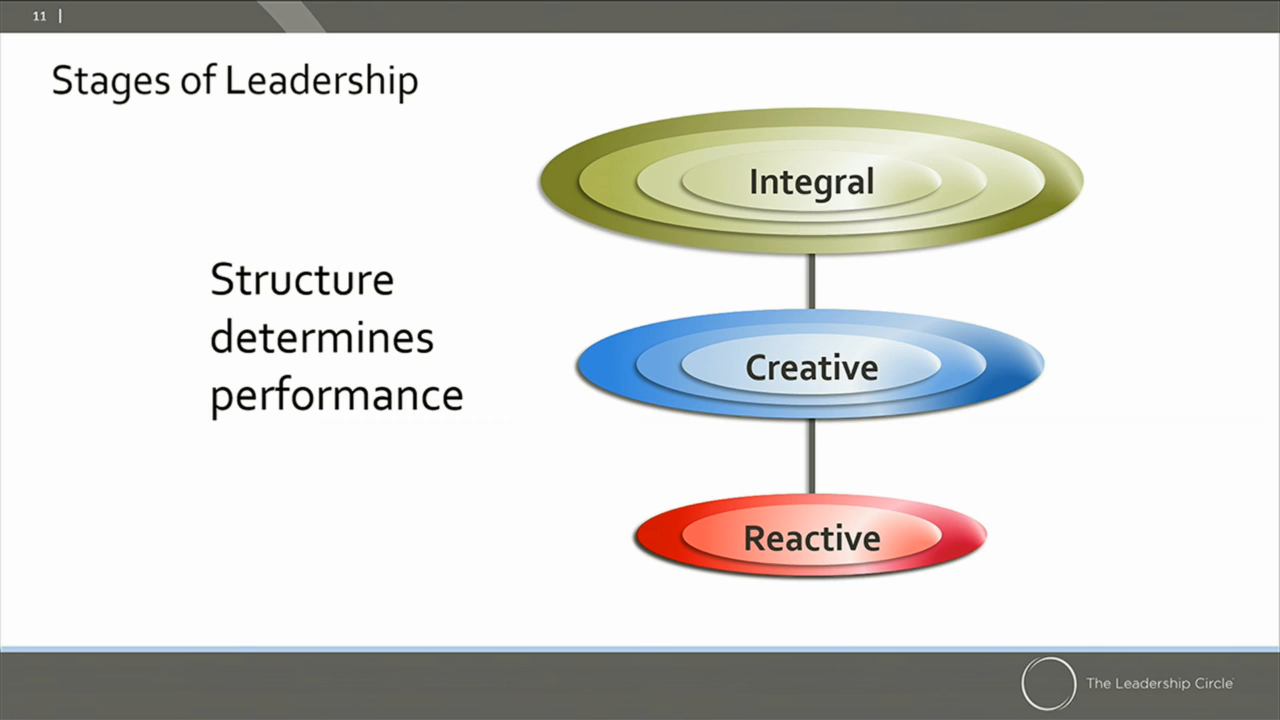 11 |
Stages of Leadership
Integral
Structure
determines
performance
Creative
Reactive
The Leadership Circle